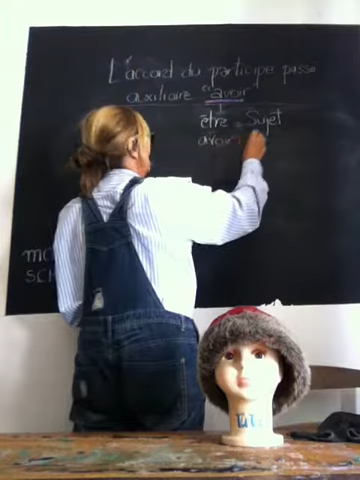 L'accord du participe passé
auxiliaire "avoir"
être = Sujet
avoir